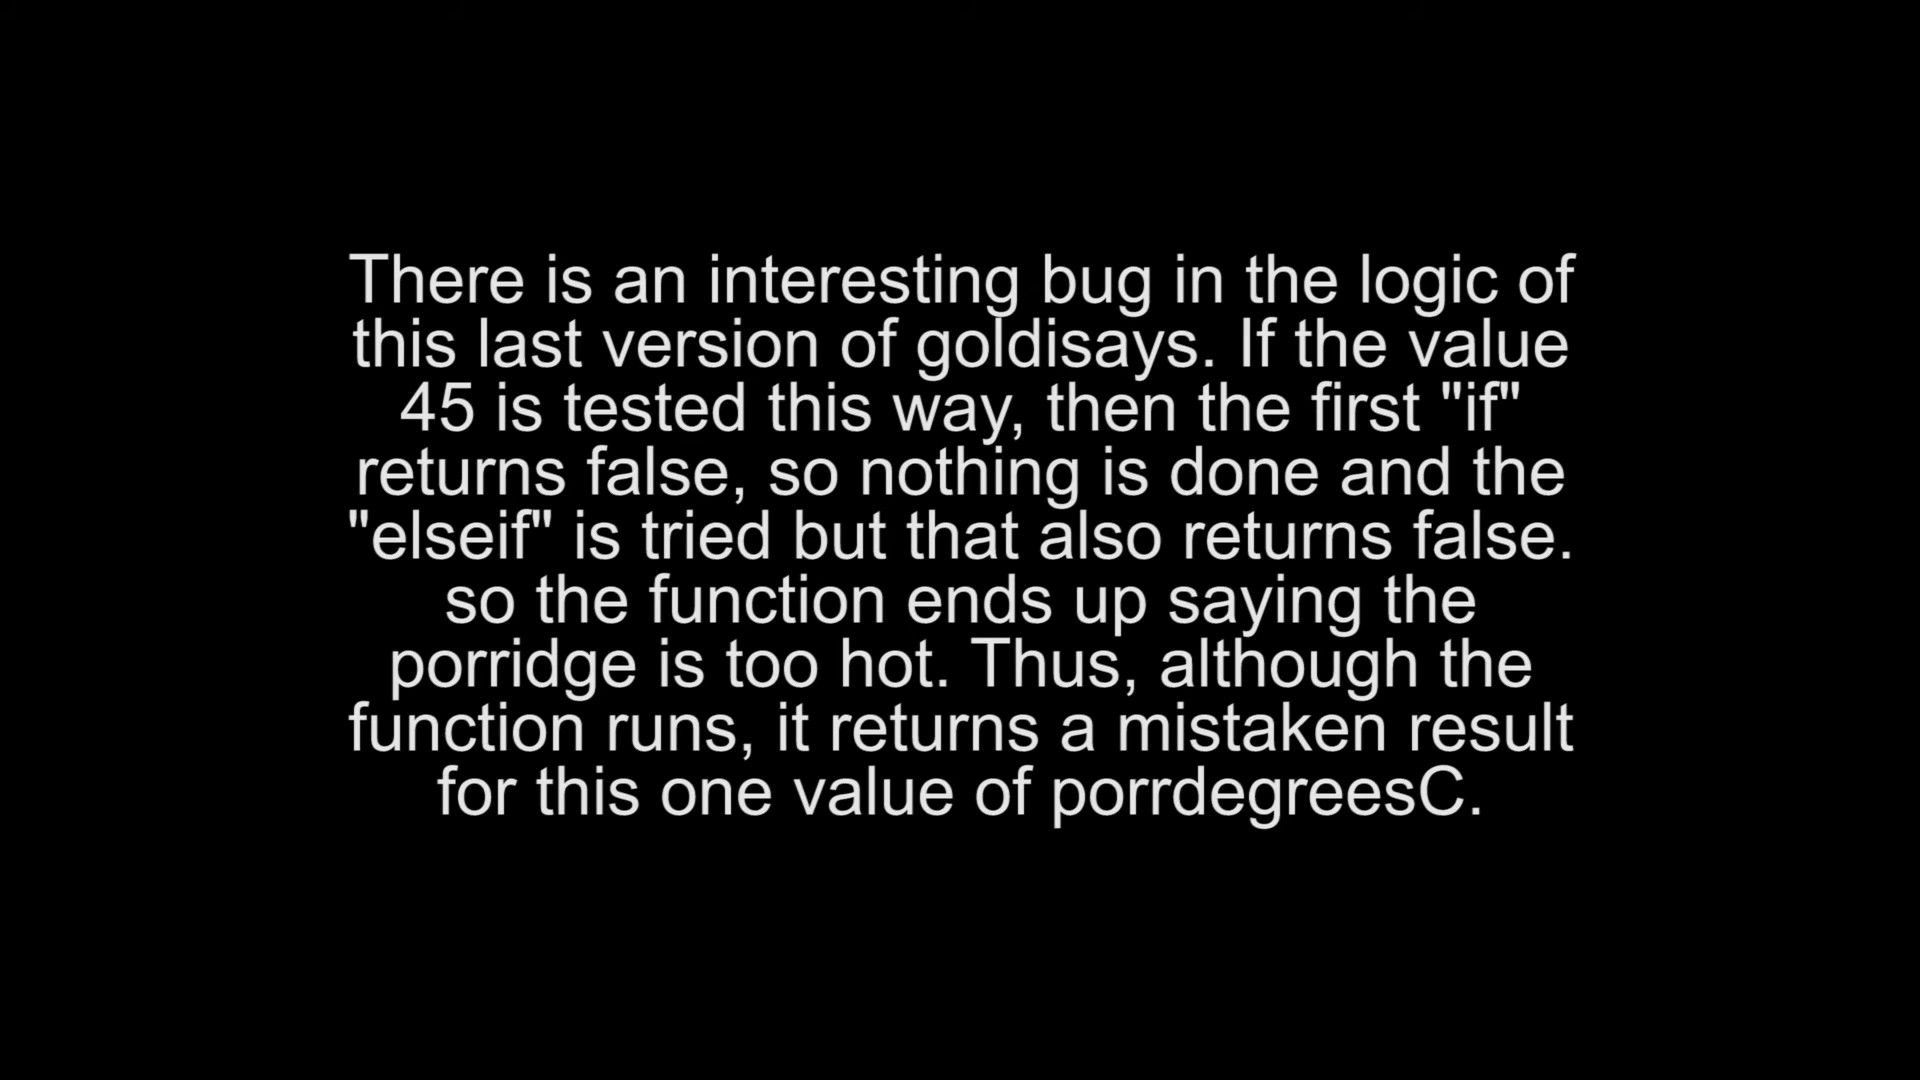 There is an interesting bug in the logic of
this last version of goldisays. If the value
45 is tested this way, then the first "if"
returns false, so nothing is done and the
"elseif" is tried but that also returns false.
so the function ends up saying the
porridge is too hot. Thus, although the
function runs, it returns a mistaken result
for this one value of porrdegreesC.